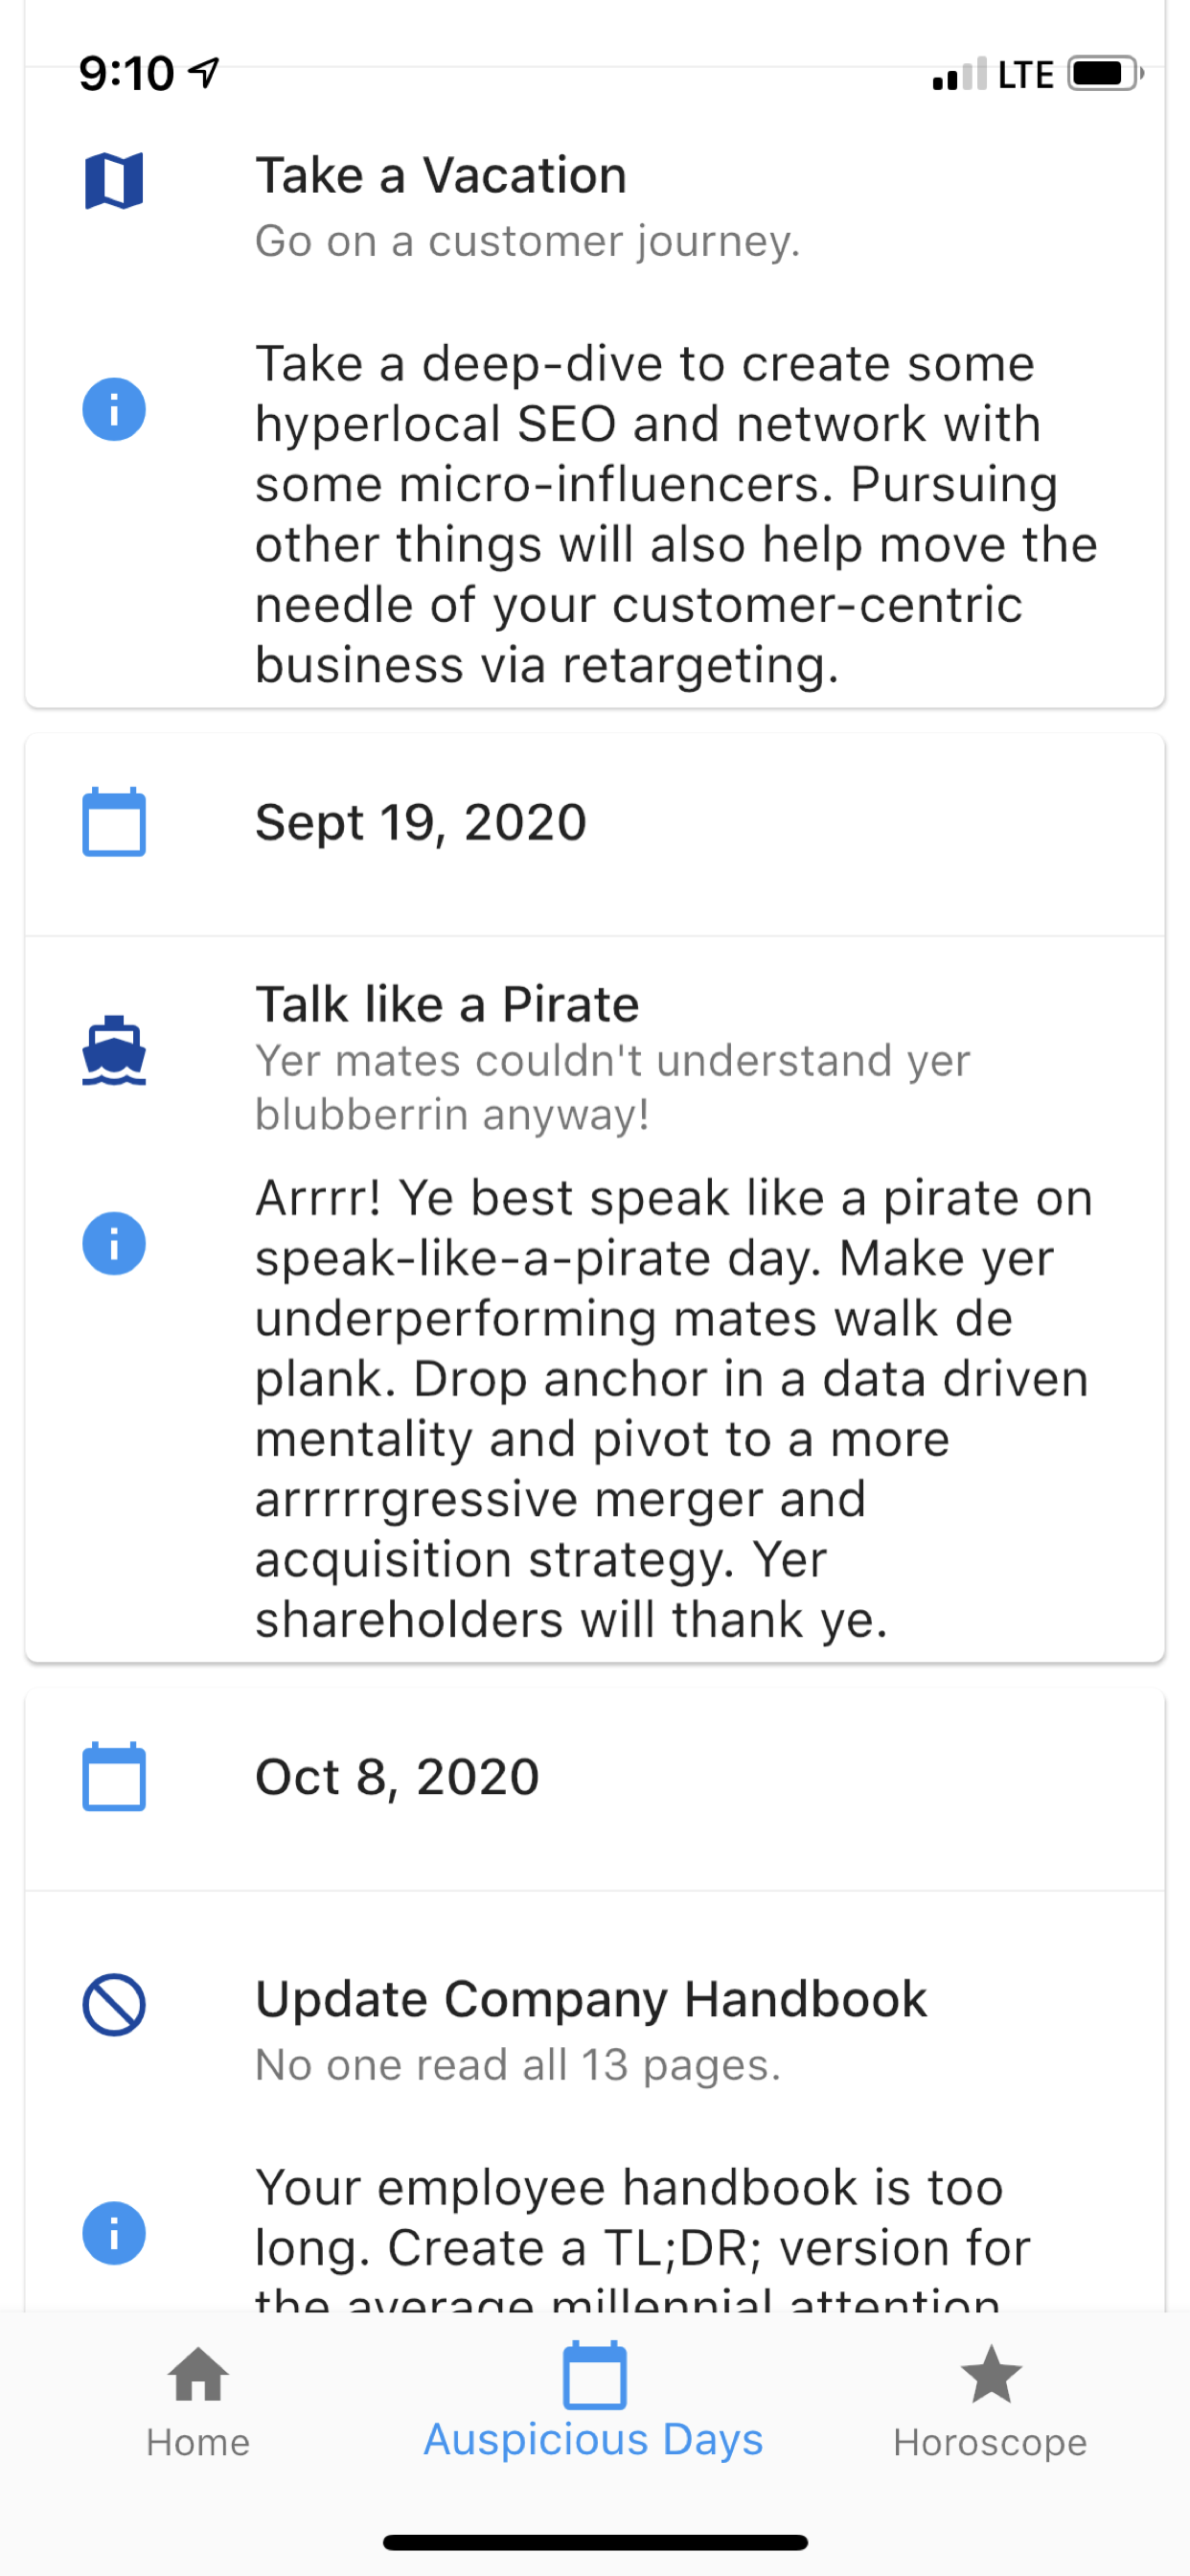 9:10
LTE
Take a Vacation
Go on a customer journey.
Take a deep-dive to create some
hyperlocal SEO and network with
some micro-influencers. Pursuing
other things will also help move the
needle of your customer-centric
business via retargeting.
Sept 19, 2020
Talk like a Pirate
Yer mates couldn't understand yer
blubberrin anyway!
Arrrr! Ye best speak like a pirate on
speak-like-a-pirate day. Make yer
underperforming mates walk de
plank. Drop anchor in a data driven
mentality and pivot to a more
arrrrrgressive merger and
acquisition strategy. Yer
shareholders will thank ye.
Oct 8, 2020
Update Company Handbook
No one read all 13 pages.
Your employee handbook is too
long. Create a TL;DR; version for
the average millennial attention
Home
Auspicious Days
Horoscope